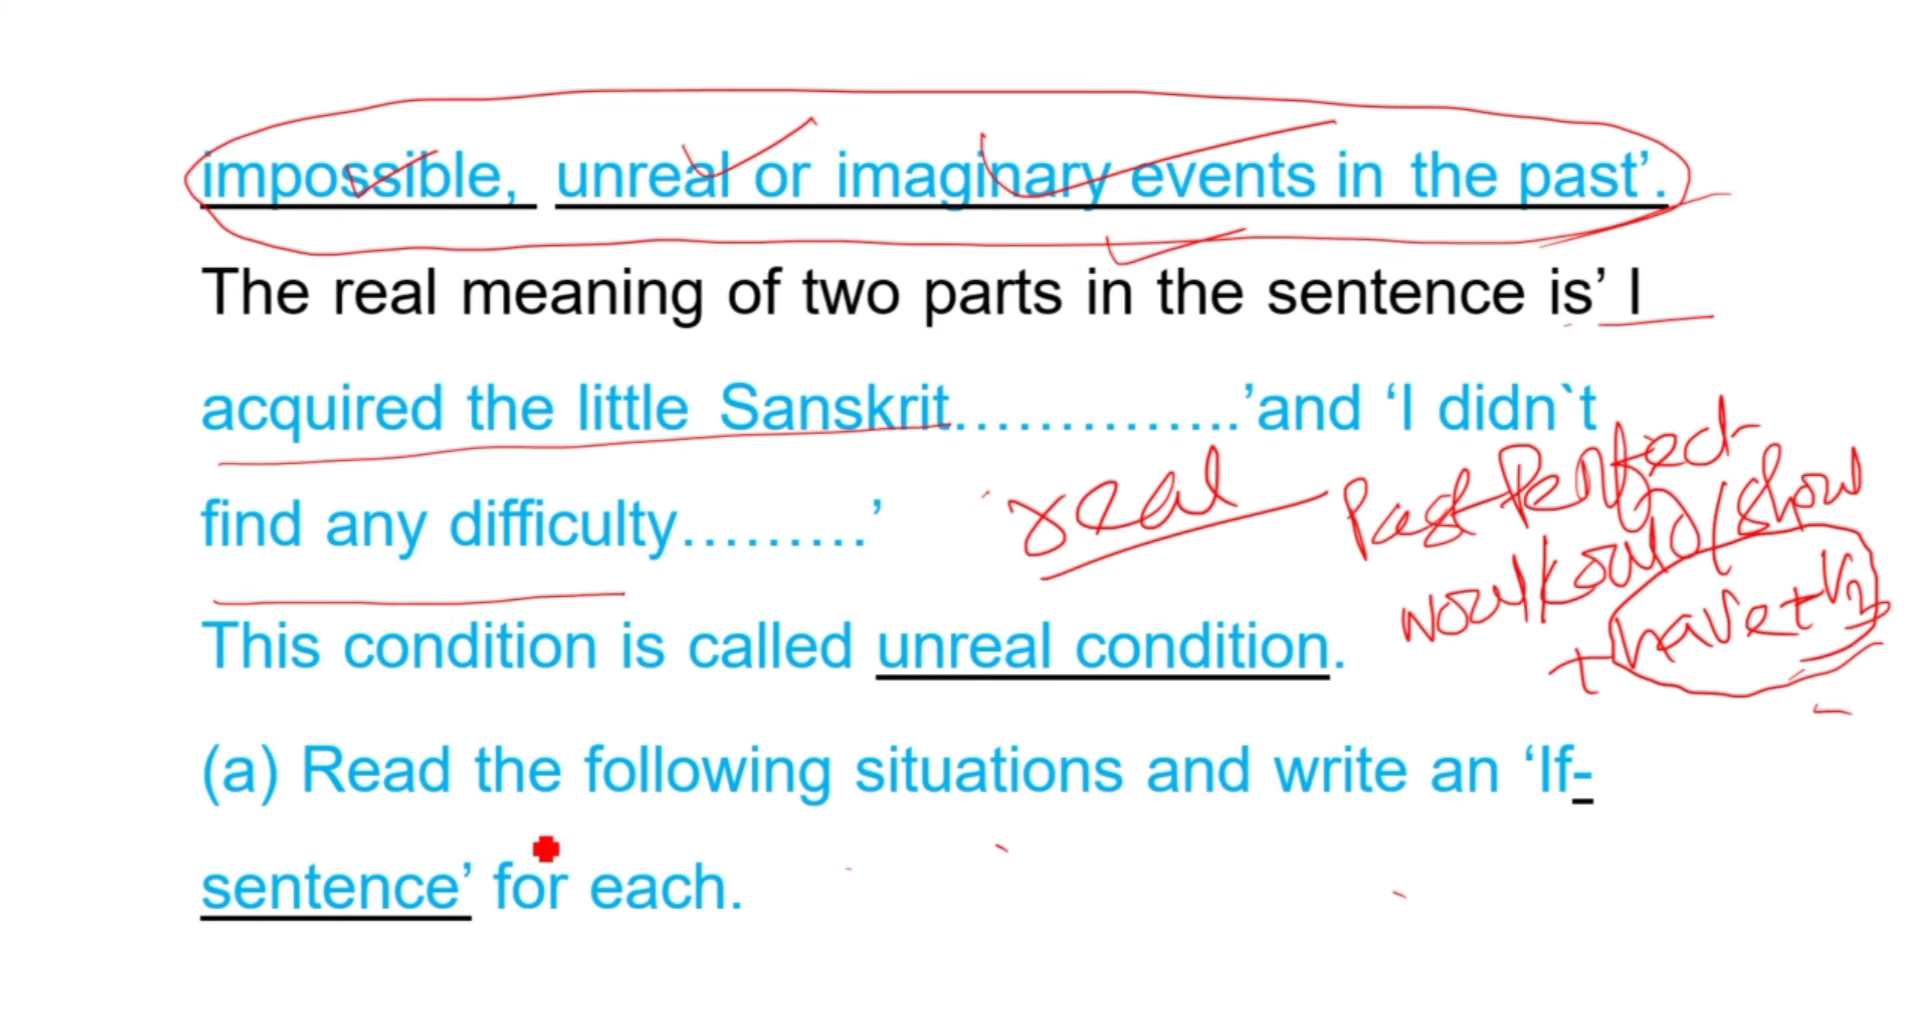 impossible, unreal or imaginary events in the past’.
The real meaning of two parts in the sentence is’ I
acquired the little Sanskrit……………..’and ‘I didn`t
find any difficulty………’
real
Past Perfect
would/could/shoul
+ have + V3
This condition is called unreal condition.
(a) Read the following situations and write an ‘If-
sentence’ for each.